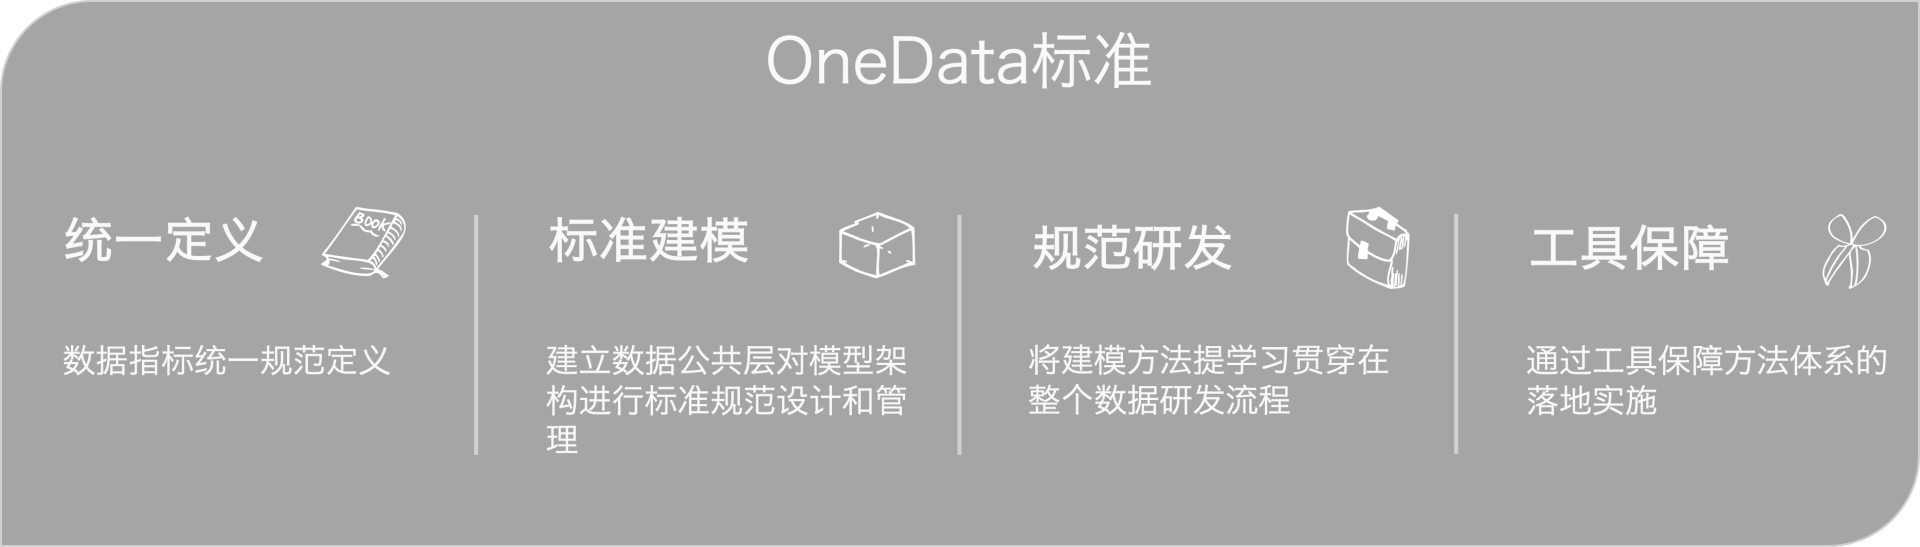 OneData标准
统一定义
BOOK
数据指标统一规范定义
标准建模
建立数据公共层对模型架
构进行标准规范设计和管
理
规范研发
将建模方法提学习贯穿在
整个数据研发流程
工具保障
通过工具保障方法体系的
落地实施